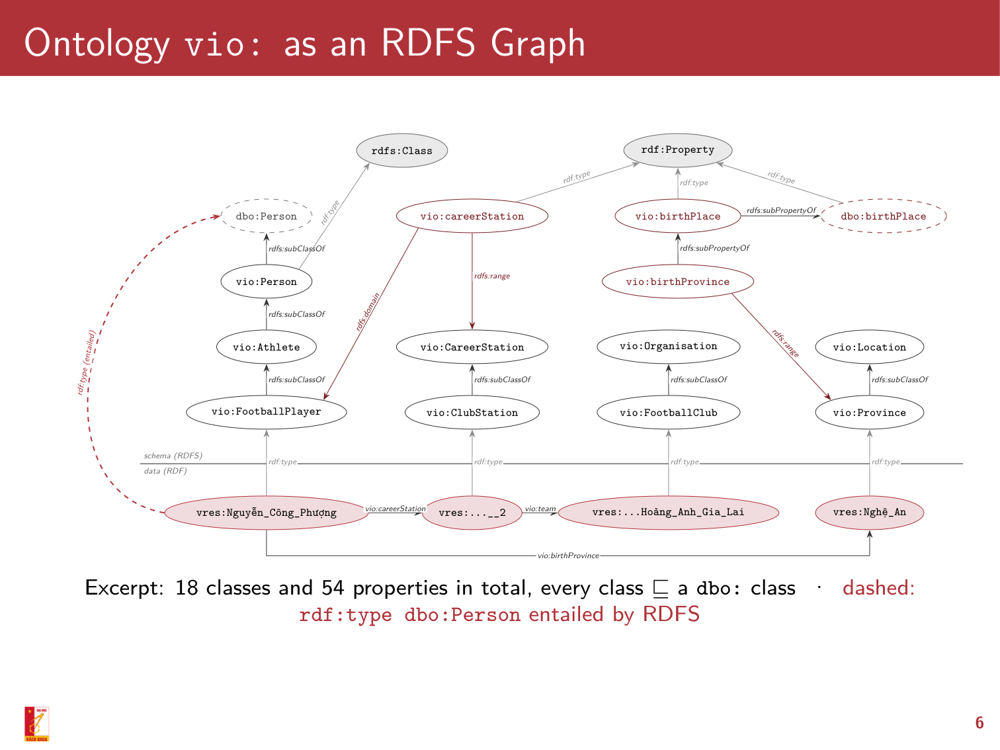 Ontology vio: as an RDFS Graph
rdfs:Class
rdf:Property
rdf:type
rdf:type
rdf:type
rdf:type
dbo:Person
vio:careerStation
vio:birthPlace
rdfs:subPropertyOf
dbo:birthPlace
rdfs:subClassOf
rdfs:subPropertyOf
rdfs:range
vio:Person
vio:birthProvince
rdfs:subClassOf
rdfs:domain
rdfs:range
vio:Athlete
vio:CareerStation
vio:Organisation
vio:Location
rdf:type (entailed)
rdfs:subClassOf
rdfs:subClassOf
rdfs:subClassOf
rdfs:subClassOf
vio:FootballPlayer
vio:ClubStation
vio:FootballClub
vio:Province
schema (RDFS)
rdf:type
rdf:type
rdf:type
rdf:type
data (RDF)
vres:Nguyễn_Công_Phượng
vio:careerStation
vres:...__2
vio:team
vres:...Hoàng_Anh_Gia_Lai
vres:Nghệ_An
vio:birthProvince
Excerpt: 18 classes and 54 properties in total, every class ⊑ a dbo: class · dashed:
rdf:type dbo:Person entailed by RDFS
ĐẠI HỌC
BÁCH KHOA
6